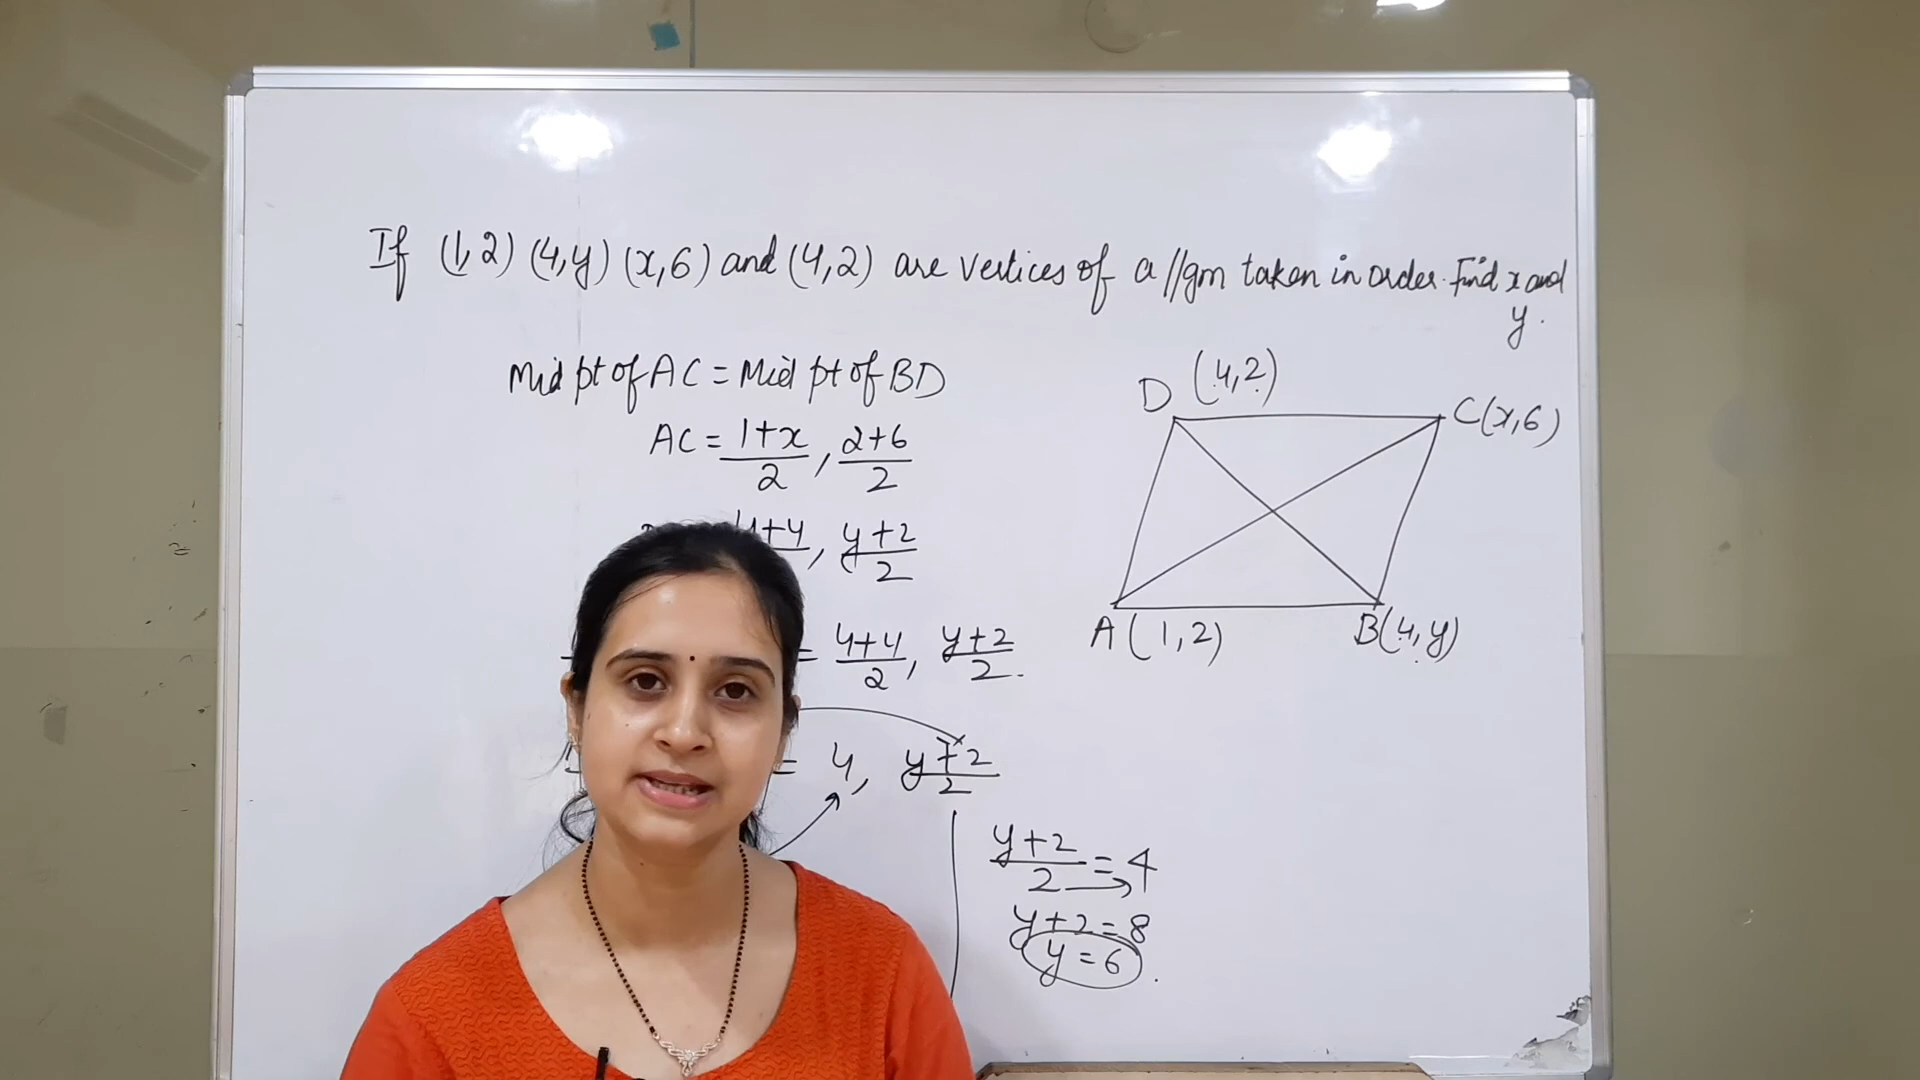 If (1,2) (4,y) (x,6) and (4,2) are vertices of a //gm taken in order. Find x and
y.
Mid pt of AC = Mid pt of BD
AC = 1+x/2, 2+6/2
4+4, y+2/2
= 4+4/2, y+2/2.
= 4, y+2/2
y+2/2 = 4
y+2 = 8
y = 6.
D (4,2)
C(x,6)
A (1,2)
B(4,y)